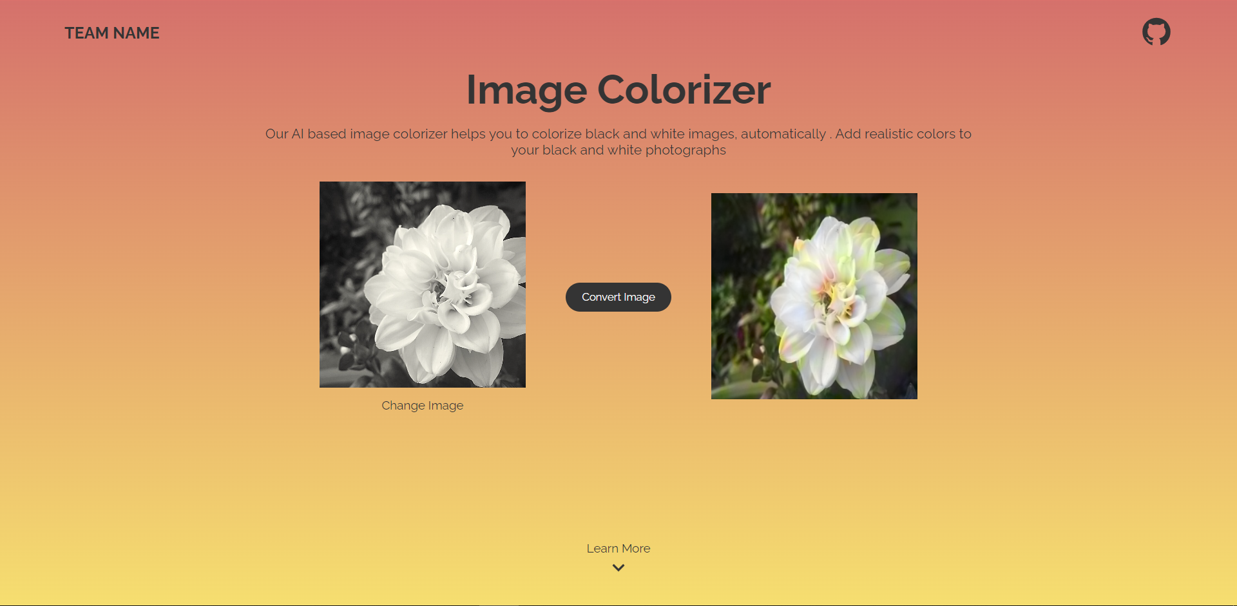 TEAM NAME
Image Colorizer
Our AI based image colorizer helps you to colorize black and white images, automatically . Add realistic colors to
your black and white photographs
Convert Image
Change Image
Learn More